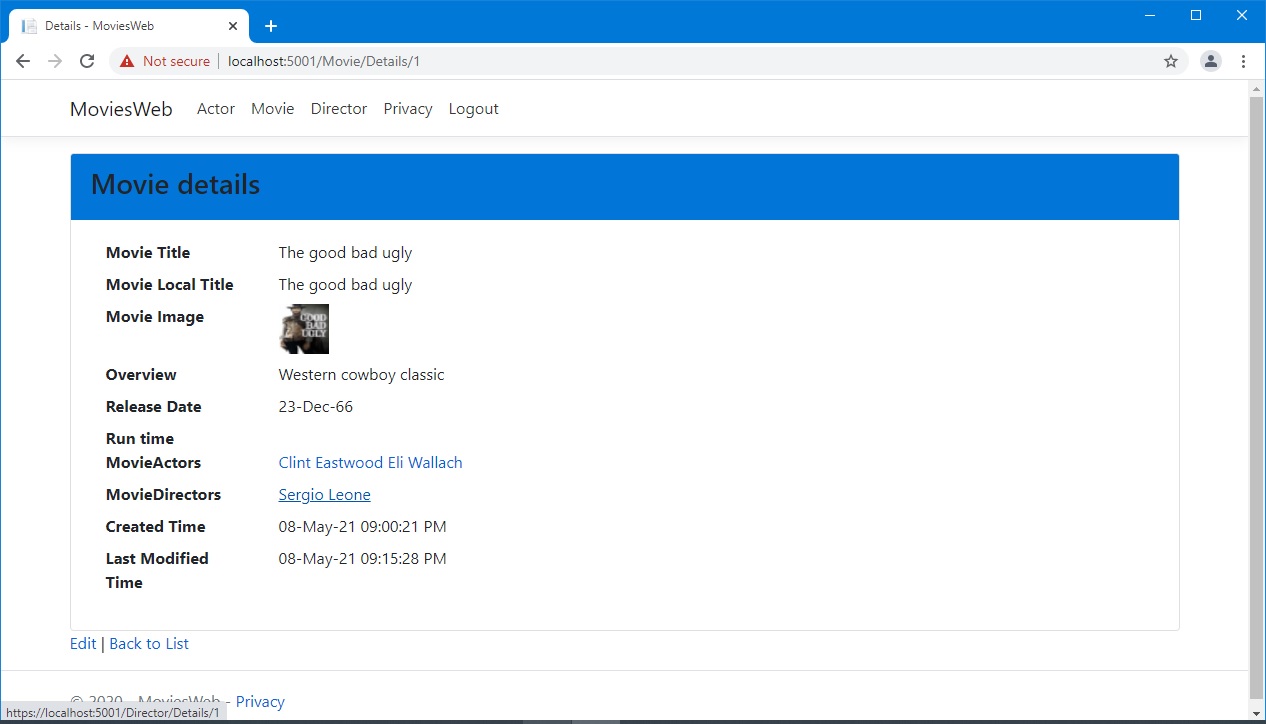 Details - MoviesWeb
Not secure localhost:5001/Movie/Details/1
MoviesWeb Actor Movie Director Privacy Logout
Movie details
Movie Title The good bad ugly
Movie Local Title The good bad ugly
Movie Image
GOOD
BAD
UGLY
Overview Western cowboy classic
Release Date 23-Dec-66
Run time
MovieActors Clint Eastwood Eli Wallach
MovieDirectors Sergio Leone
Created Time 08-May-21 09:00:21 PM
Last Modified 08-May-21 09:15:28 PM
Time
Edit | Back to List
© 2020 - MoviesWeb - Privacy
https://localhost:5001/Director/Details/1